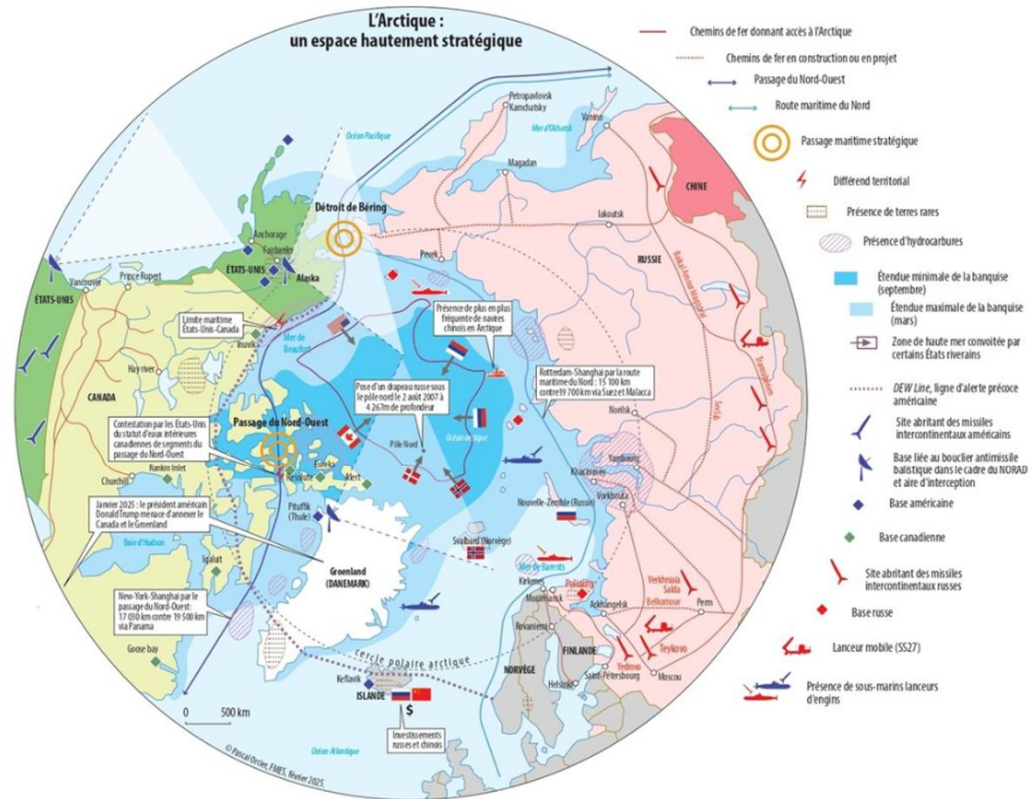 L'Arctique :
un espace hautement stratégique
Chemins de fer donnant accès à l'Arctique
Chemins de fer en construction ou en projet
Passage du Nord-Ouest
Route maritime du Nord
Passage maritime stratégique
Différend territorial
Présence de terres rares
Présence d'hydrocarbures
Étendue minimale de la banquise
(septembre)
Étendue maximale de la banquise
(mars)
Zone de haute mer convoitée par
certains États riverains
DEW Line, ligne d'alerte précoce
américaine
Site abritant des missiles
intercontinentaux américains
Base liée au bouclier antimissile
balistique dans le cadre du NORAD
et aire d'interception
Base américaine
Base canadienne
Site abritant des missiles
intercontinentaux russes
Base russe
Lanceur mobile (SS27)
Présence de sous-marins lanceurs
d'engins
Petropavlovsk
Kamchatsky
Océan Pacifique
Mer d'Okhotsk
Vanino
Magadan
CHINE
Détroit de Béring
Iakoutsk
Anchorage
Fairbanks
Pevek
RUSSIE
ÉTATS-UNIS
Alaska
Baïkal Amour Magistral
Vancouver
Prince Rupert
ÉTATS-UNIS
Présence de plus en plus
fréquente de navires
chinois en Arctique
Limite maritime
États-Unis-Canada
Mer de
Beaufort
Inuvik
Transsibérien
Hay river
Rotterdam-Shanghai par la route
maritime du Nord : 15 100 km
contre 19 700 km via Suez et Malacca
Pose d'un drapeau russe sous
le pôle nord le 2 août 2007 à
4 267m de profondeur
CANADA
Norilsk
Passage du Nord-Ouest
Contestation par les États-Unis
du statut d'eaux intérieures
canadiennes de segments du
passage du Nord-Ouest
Océan arctique
Pôle Nord
Yambourg
Rankin Inlet
Eureka
Kharasavey
Churchill
Resolute
Alert
Vorkhouta
Janvier 2025 : le président américain
Donald Trump menace d'annexer le
Canada et le Groenland
Nouvelle-Zemble (Russie)
Pituffik
(Thule)
Baie d'Hudson
Svalbard (Norvège)
Mer de Barents
Groenland
(DANEMARK)
Iqaluit
Kirkenes
Mourmansk
Verkhniaïa
Salda
Belkomour
Perm
New-York-Shanghai par le
passage du Nord-Ouest:
17 030 km contre 19 500 km
via Panama
Arkhangelsk
Rovaniemi
cercle polaire arctique
FINLANDE
Teykovo
Goose bay
NORVÈGE
Yedrovo
Saint-Pétersbourg
Moscou
Keflavik
Helsinki
ISLANDE
$
0 500 km
Investissements
russes et chinois
Océan Atlantique
© Pascal Orcier, FMES, février 2025.